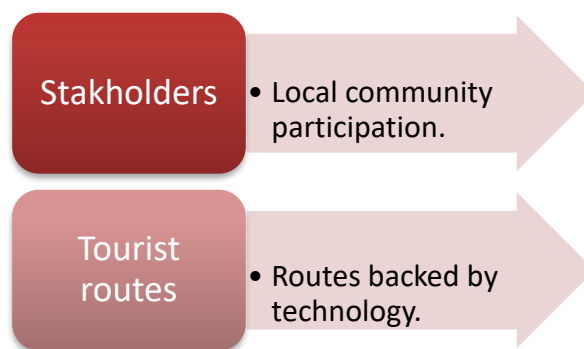 Stakholders
• Local community
participation.
Tourist
routes
• Routes backed by
technology.